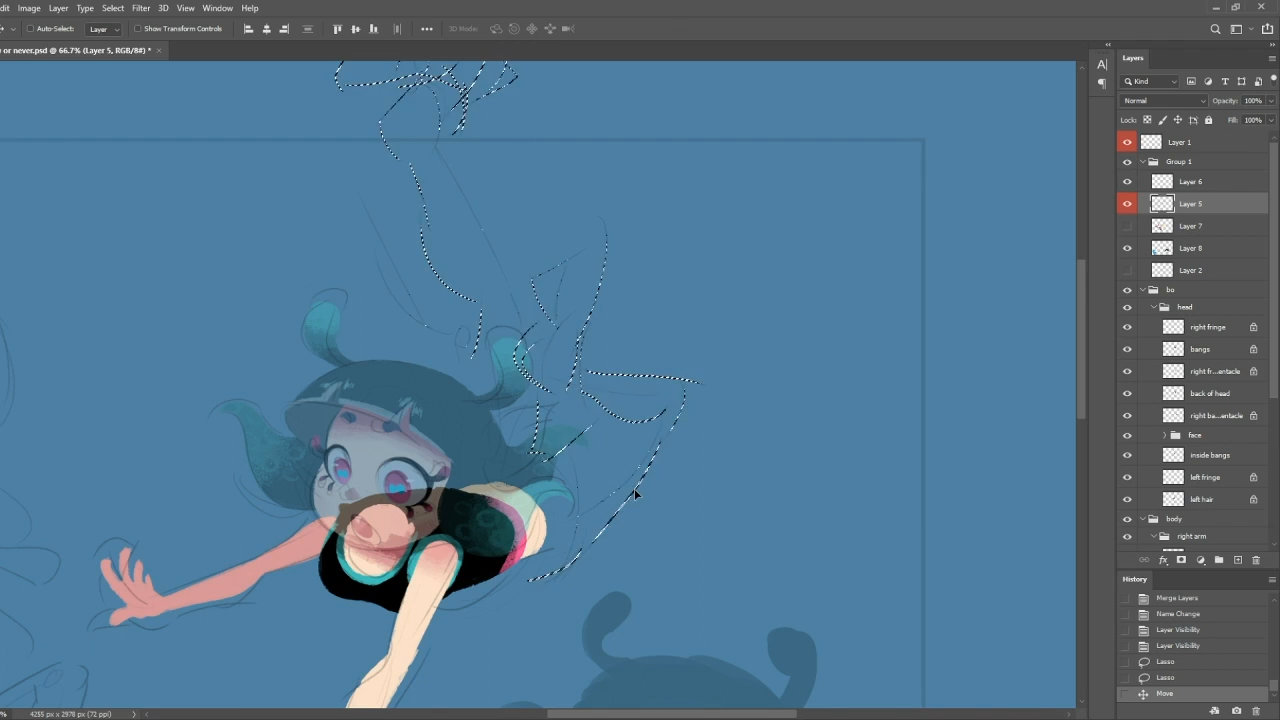 Image Layer Type Select Filter 3D View Window Help
Auto-Select: Layer Show Transform Controls 3D Mode:
or never.psd @ 66.7% (Layer 5, RGB/8#) *
Layers
Kind
Normal Opacity: 100%
Lock: Fill: 100%
Layer 1
Group 1
Layer 6
Layer 5
Layer 7
Layer 8
Layer 2
bo
head
right fringe
bangs
right fr...entacle
back of head
right ba...entacle
face
inside bangs
left fringe
left hair
body
right arm
History
Merge Layers
Name Change
Layer Visibility
Layer Visibility
Lasso
Lasso
Move
4255 px x 2978 px (72 ppi)